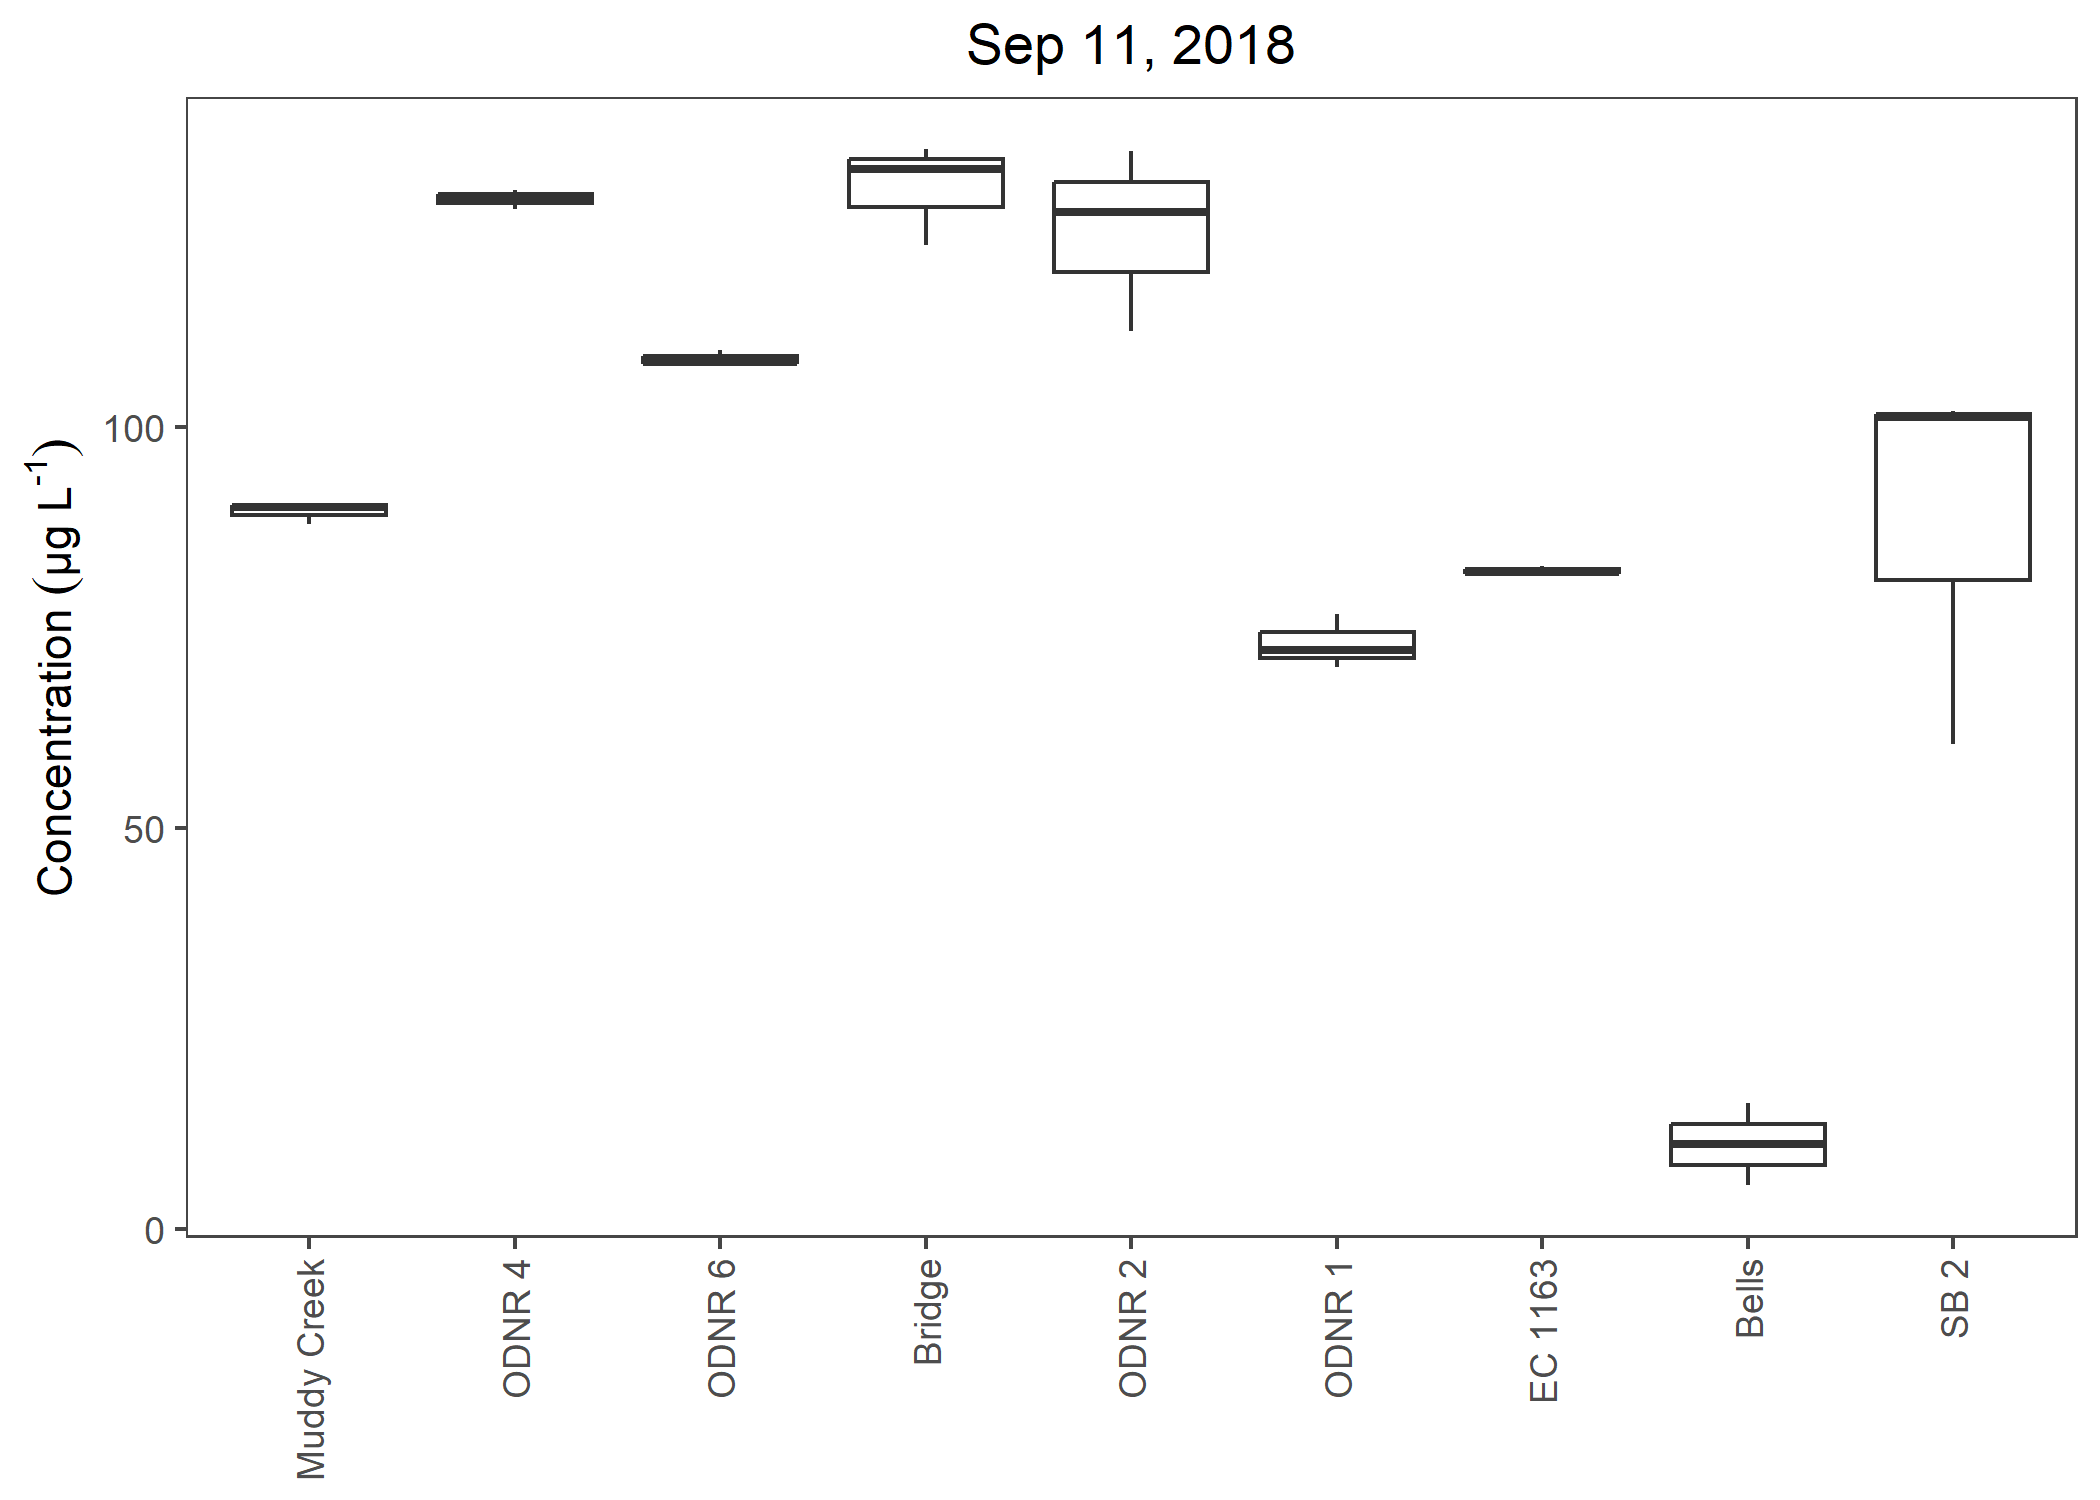 Sep 11, 2018
Concentration (µg L⁻¹)
100
50
0
Muddy Creek
ODNR 4
ODNR 6
Bridge
ODNR 2
ODNR 1
EC 1163
Bells
SB 2